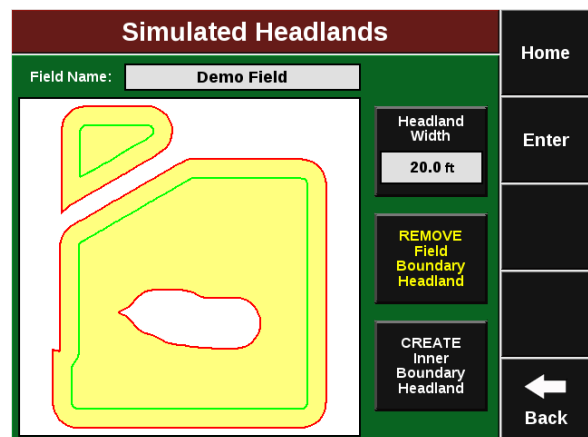 Simulated Headlands
Home
Field Name:
Demo Field
Headland
Width
20.0 ft
Enter
REMOVE
Field
Boundary
Headland
CREATE
Inner
Boundary
Headland
Back